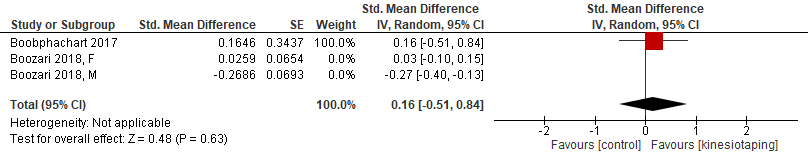 Std. Mean Difference Std. Mean Difference
Study or Subgroup Std. Mean Difference SE Weight IV, Random, 95% CI IV, Random, 95% CI
Boobphachart 2017 0.1646 0.3437 100.0% 0.16 [-0.51, 0.84]
Boozari 2018, F 0.0259 0.0654 0.0% 0.03 [-0.10, 0.15]
Boozari 2018, M -0.2686 0.0693 0.0% -0.27 [-0.40, -0.13]
Total (95% CI) 100.0% 0.16 [-0.51, 0.84]
Heterogeneity: Not applicable
Test for overall effect: Z = 0.48 (P = 0.63)
-2 -1 0 1 2
Favours [control] Favours [kinesiotaping]